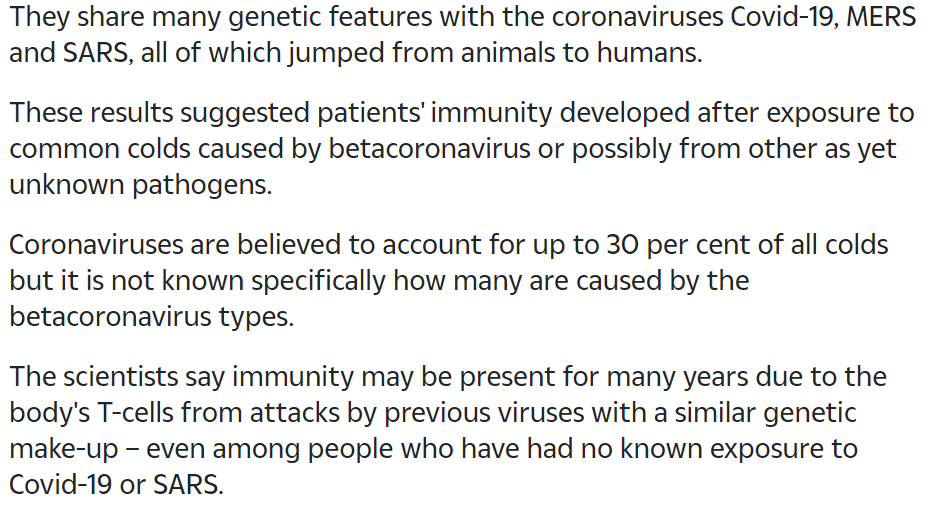 They share many genetic features with the coronaviruses Covid-19, MERS
and SARS, all of which jumped from animals to humans.
These results suggested patients' immunity developed after exposure to
common colds caused by betacoronavirus or possibly from other as yet
unknown pathogens.
Coronaviruses are believed to account for up to 30 per cent of all colds
but it is not known specifically how many are caused by the
betacoronavirus types.
The scientists say immunity may be present for many years due to the
body's T-cells from attacks by previous viruses with a similar genetic
make-up – even among people who have had no known exposure to
Covid-19 or SARS.